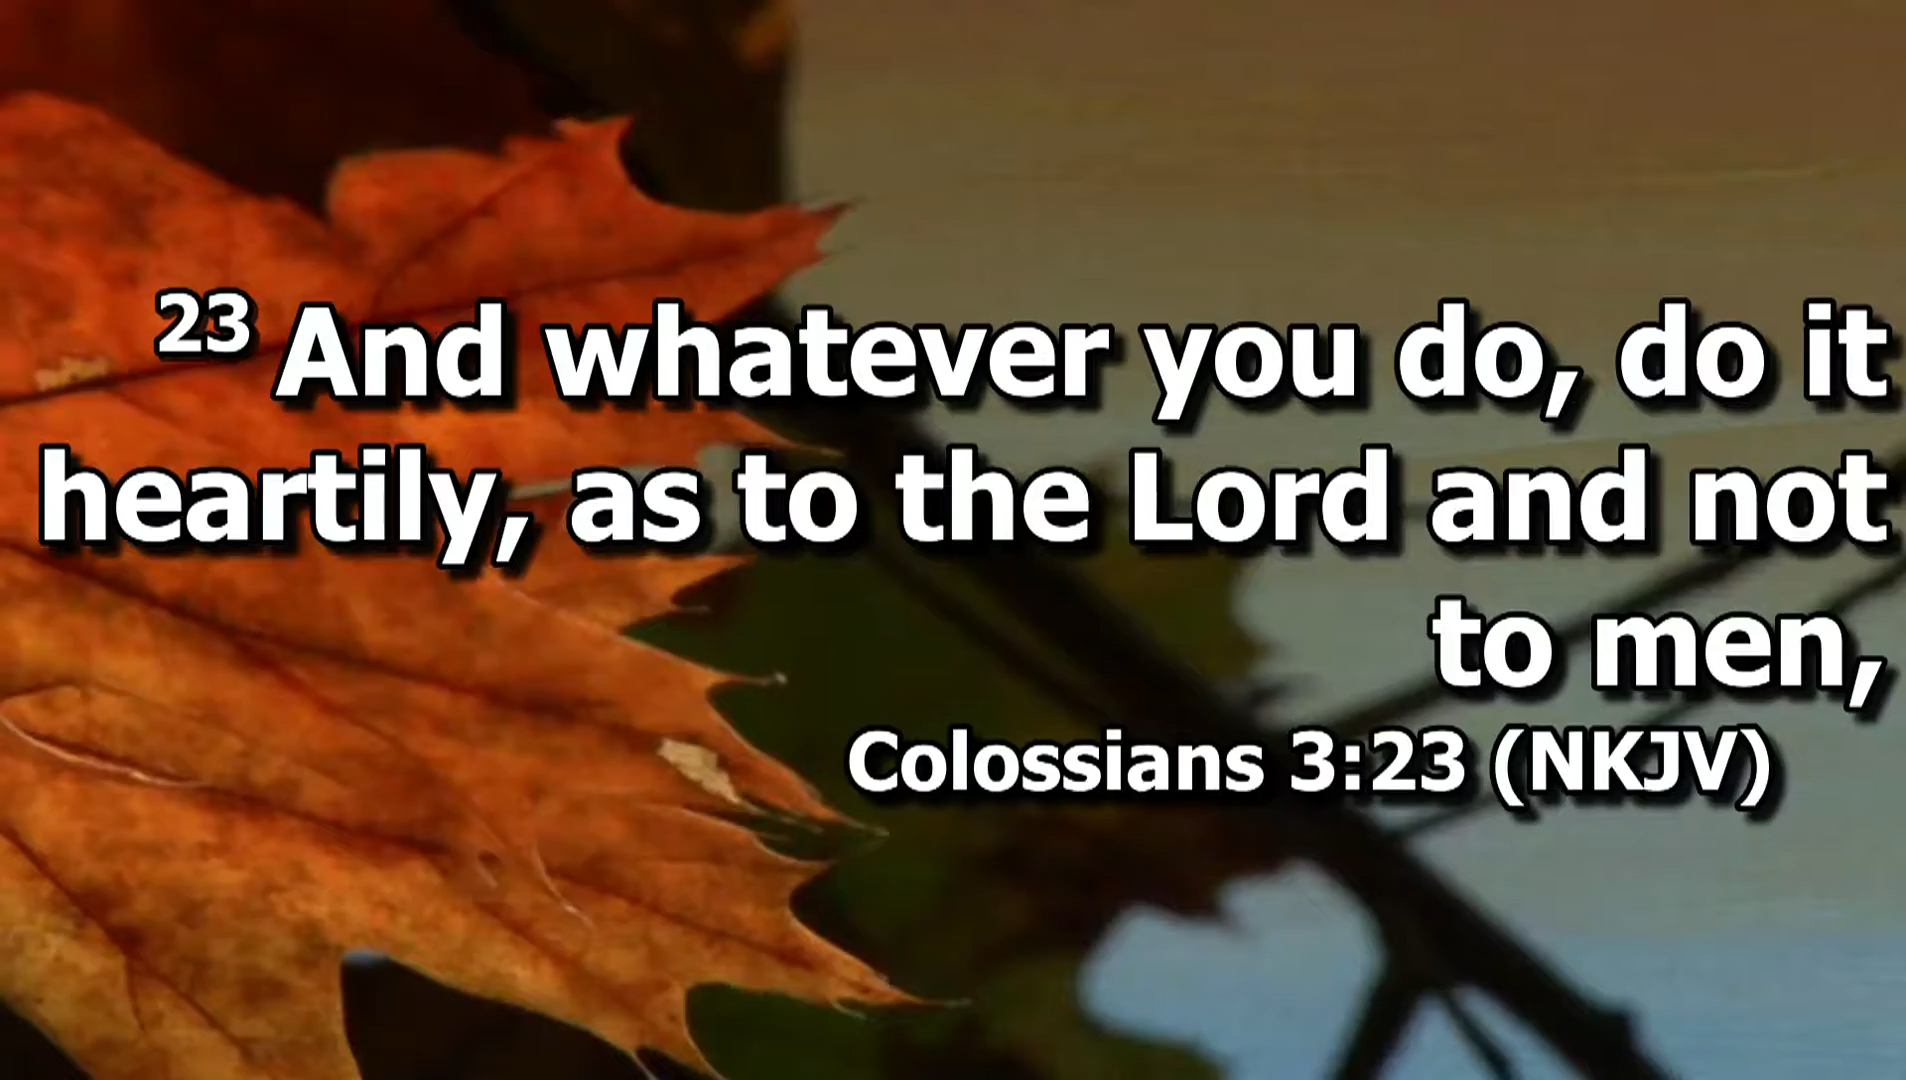 23 And whatever you do, do it
heartily, as to the Lord and not
to men,
Colossians 3:23 (NKJV)